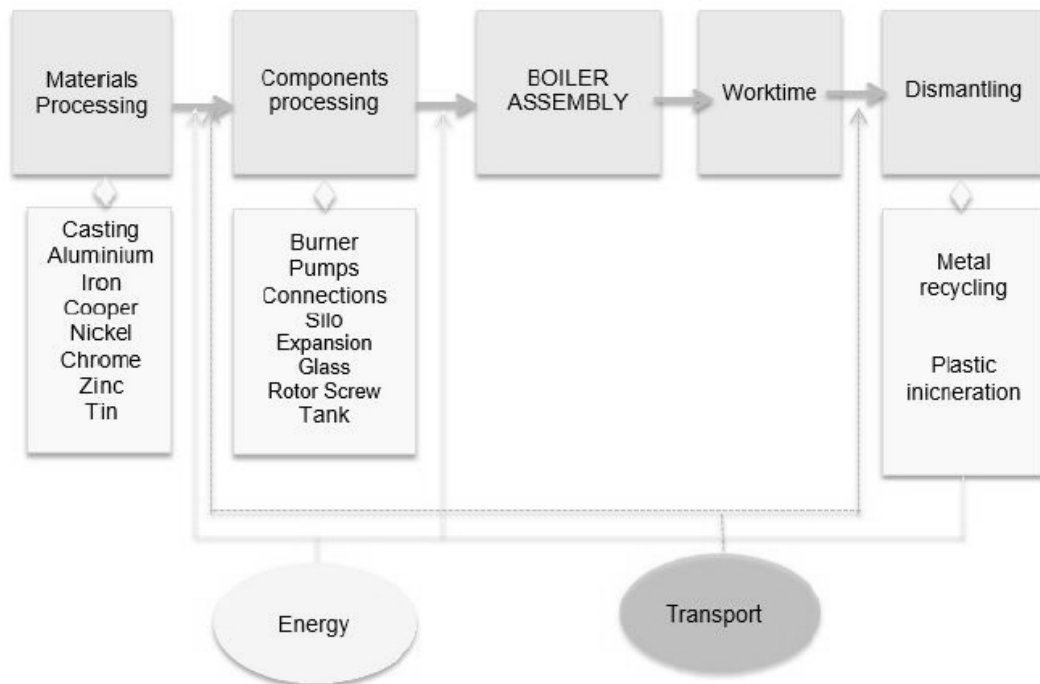 Materials
Processing
Components
processing
BOILER
ASSEMBLY
Worktime
Dismantling
Casting
Aluminium
Iron
Cooper
Nickel
Chrome
Zinc
Tin
Burner
Pumps
Connections
Silo
Expansion
Glass
Rotor Screw
Tank
Metal
recycling
Plastic
inicneration
Energy
Transport